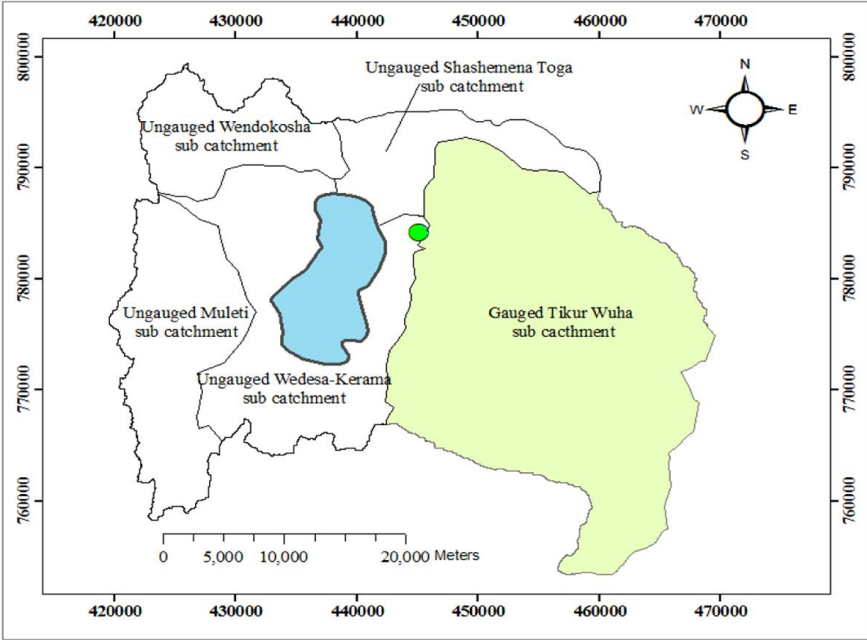 420000 430000 440000 450000 460000 470000
800000
800000
Ungauged Shashemena Toga
sub catchment
N
W E
S
Ungauged Wendokosha
sub catchment
790000
790000
780000
780000
Ungauged Muleti
sub catchment
Gauged Tikur Wuha
sub cacthment
Ungauged Wedesa-Kerama
sub catchment
770000
770000
760000
760000
0 5,000 10,000 20,000 Meters
420000 430000 440000 450000 460000 470000